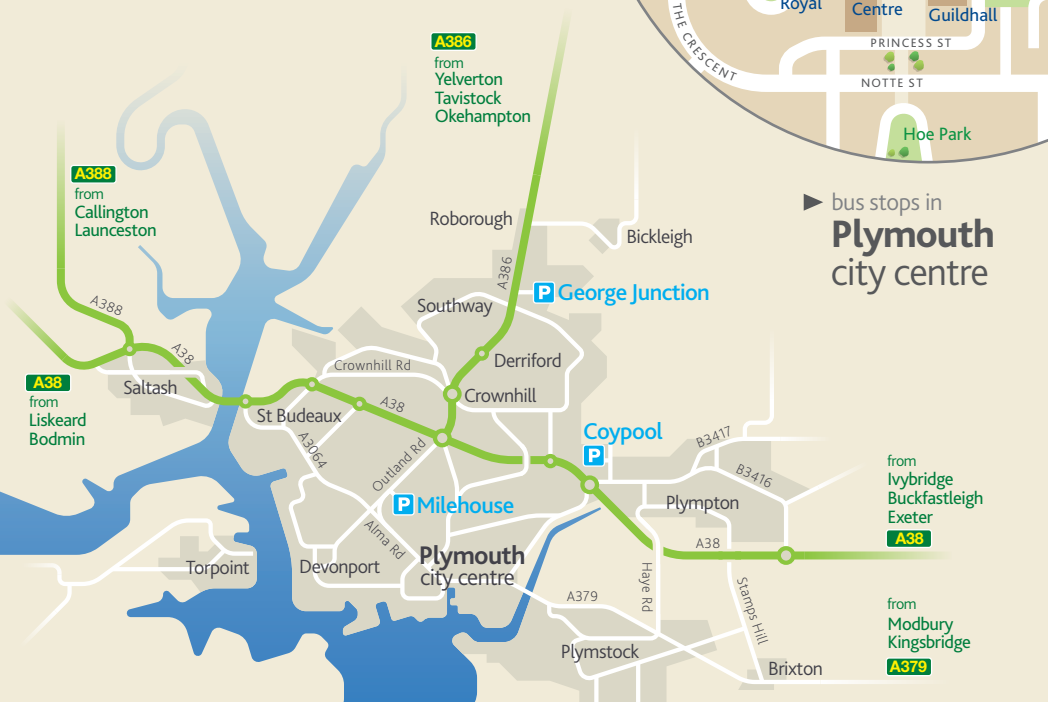 Royal
Centre
Guildhall
THE CRESCENT
PRINCESS ST
NOTTE ST
Hoe Park
A386
from
Yelverton
Tavistock
Okehampton
A388
from
Callington
Launceston
bus stops in
Plymouth
city centre
Roborough
Bickleigh
A386
George Junction
Southway
A388
A38
Crownhill Rd
Derriford
Saltash
A38
from
Liskeard
Bodmin
Crownhill
A38
St Budeaux
A3064
Outland Rd
Coypool
B3417
B3416
Milehouse
Plympton
from
Ivybridge
Buckfastleigh
Exeter
A38
Alma Rd
A38
Plymouth
city centre
Torpoint
Devonport
Haye Rd
Stamps Hill
A379
from
Modbury
Kingsbridge
A379
Plymstock
Brixton
P
P
P